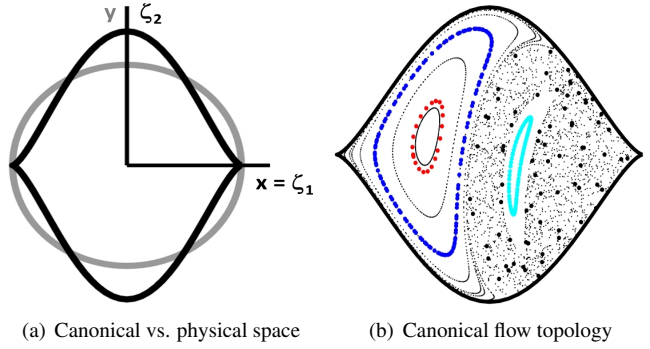 y
ζ₂
x = ζ₁
(a) Canonical vs. physical space
(b) Canonical flow topology